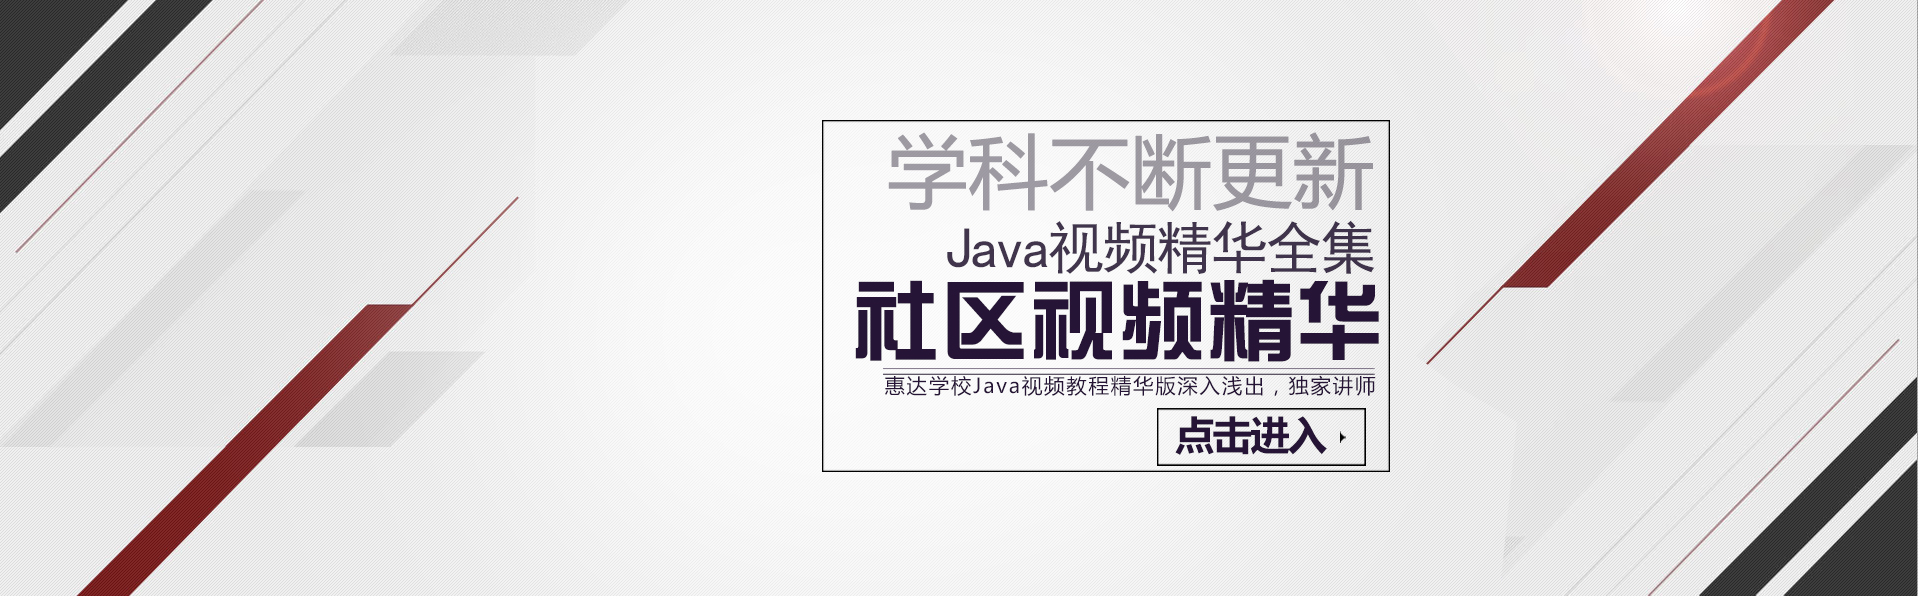 学科不断更新
Java视频精华全集
社区视频精华
惠达学校Java视频教程精华版深入浅出，独家讲师
点击进入